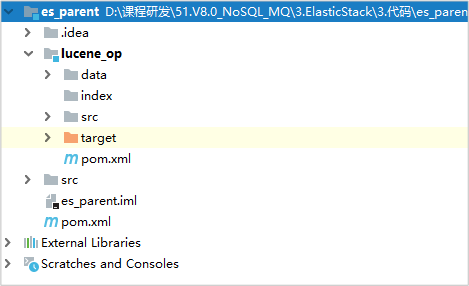 es_parent D:\课程研发\51.V8.0_NoSQL_MQ\3.ElasticStack\3.代码\es_paren
.idea
lucene_op
data
index
src
target
pom.xml
src
es_parent.iml
pom.xml
External Libraries
Scratches and Consoles